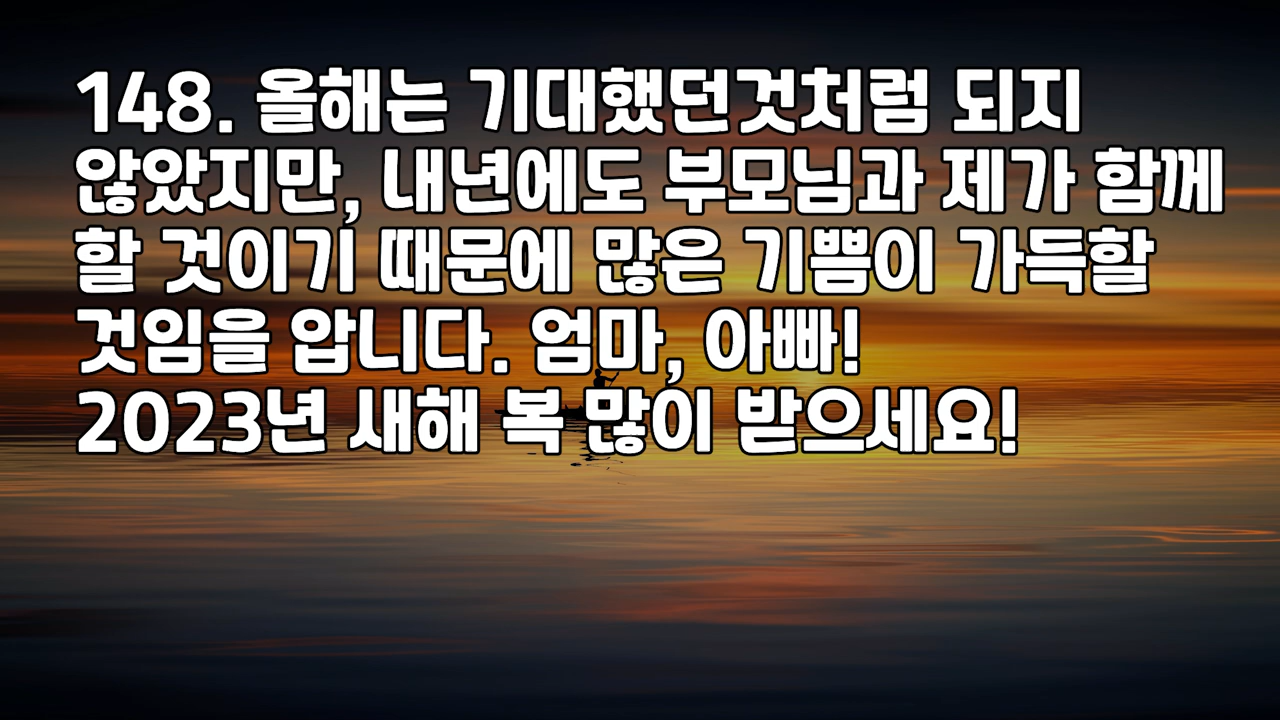 148. 올해는 기대했던것처럼 되지
않았지만, 내년에도 부모님과 제가 함께
할 것이기 때문에 많은 기쁨이 가득할
것임을 압니다. 엄마, 아빠!
2023년 새해 복 많이 받으세요!